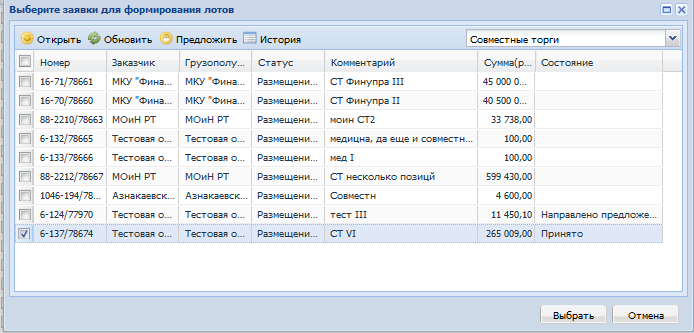 Выберите заявки для формирования лотов
Открыть Обновить Предложить История Совместные торги
Номер Заказчик Грузополу... Статус Комментарий Сумма(р... Состояние
16-71/78661 МКУ "Фина... МКУ "Фина... Размещени... СТ Финупра III 45 000 0...
16-70/78660 МКУ "Фина... МКУ "Фина... Размещени... СТ Финупра II 40 500 0...
88-2210/78663 МОиН РТ МОиН РТ Размещени... моин СТ2 33 738,00
6-132/78665 Тестовая о... Тестовая о... Размещени... медицна, да еще и совместн... 100,00
6-133/78666 Тестовая о... Тестовая о... Размещени... мед I 100,00
88-2212/78667 МОиН РТ МОиН РТ Размещени... СТ несколько позицй 599 430,00
1046-194/78... Азнакаевск... Азнакаевск... Размещени... Совместн 4 600,00
6-124/77970 Тестовая о... Тестовая о... Размещени... тест III 11 450,10 Направлено предложе...
6-137/78674 Тестовая о... Тестовая о... Размещени... СТ VI 265 009,00 Принято
Выбрать Отмена